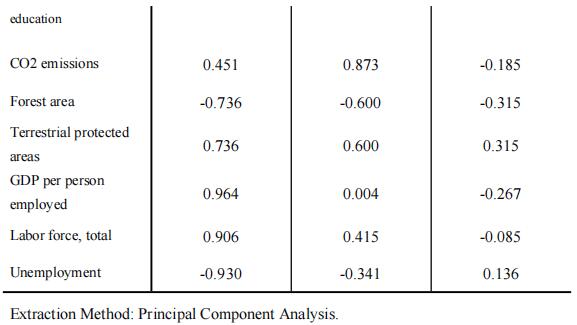 education
CO2 emissions 0.451 0.873 -0.185
Forest area -0.736 -0.600 -0.315
Terrestrial protected
areas 0.736 0.600 0.315
GDP per person
employed 0.964 0.004 -0.267
Labor force, total 0.906 0.415 -0.085
Unemployment -0.930 -0.341 0.136
Extraction Method: Principal Component Analysis.